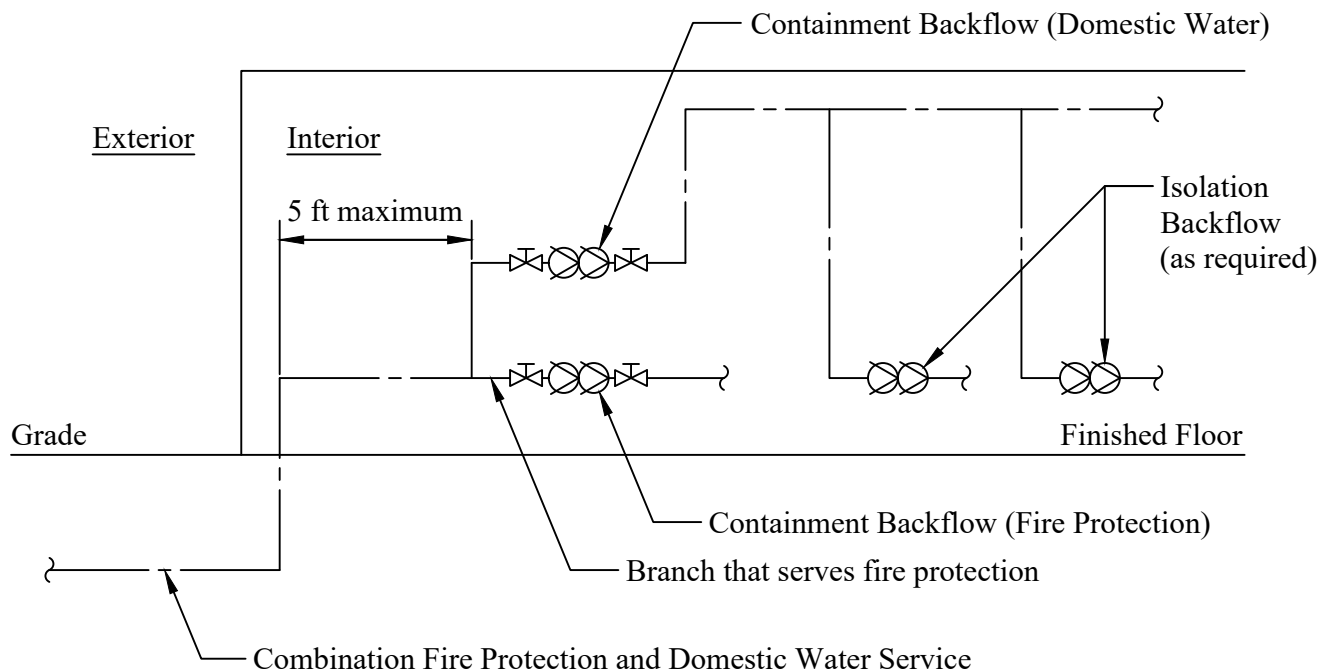 Containment Backflow (Domestic Water)
Exterior
Interior
Isolation
Backflow
(as required)
5 ft maximum
Grade
Finished Floor
Containment Backflow (Fire Protection)
Branch that serves fire protection
Combination Fire Protection and Domestic Water Service